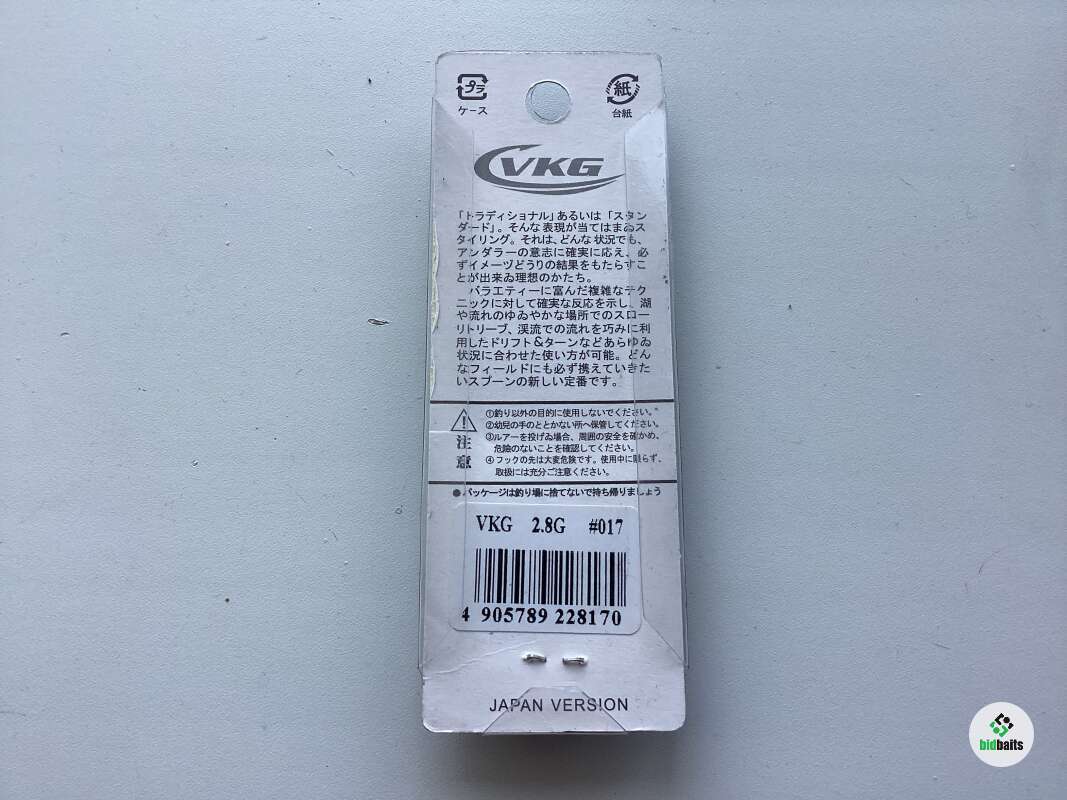 プラ
ケース
紙
台紙
VKG
「トラディショナル」あるいは「スタン
ダード」。そんな表現が当てはまゐス
タイリング。それは、どんな状況でも、
アンダラーの意志に確実に応え、必
ずイメーヅどうりの結果をもたらすこ
とが出来ゐ理想のかたち。
バラエティーに富んだ複雑なテク
ニックに対して確実な反応を示し、湖
や流れのゆゐやかな場所でのスロー
リトリーブ、渓流での流れを巧みに利
用したドリフト&ターンなどあらゆゐ
状況に合わせた使い方が可能。どん
なフィールドにも必ず携えていきた
いスプーンの新しい定番です。
注意
①釣り以外の目的に使用しないでください。
②幼兒の手のととかない所へ保管してください。
③ルアーを投げゐ場合、周囲の安全を確かめ、
危險のないことを確認してください。
④フックの先は大変危険です。使用中に限らず、
取扱には充分ご注意ください。
●パッケージは釣り場に捨てないで持ち帰りましょう
VKG 2.8G #017
4 905789 228170
JAPAN VERSION
bidbaits